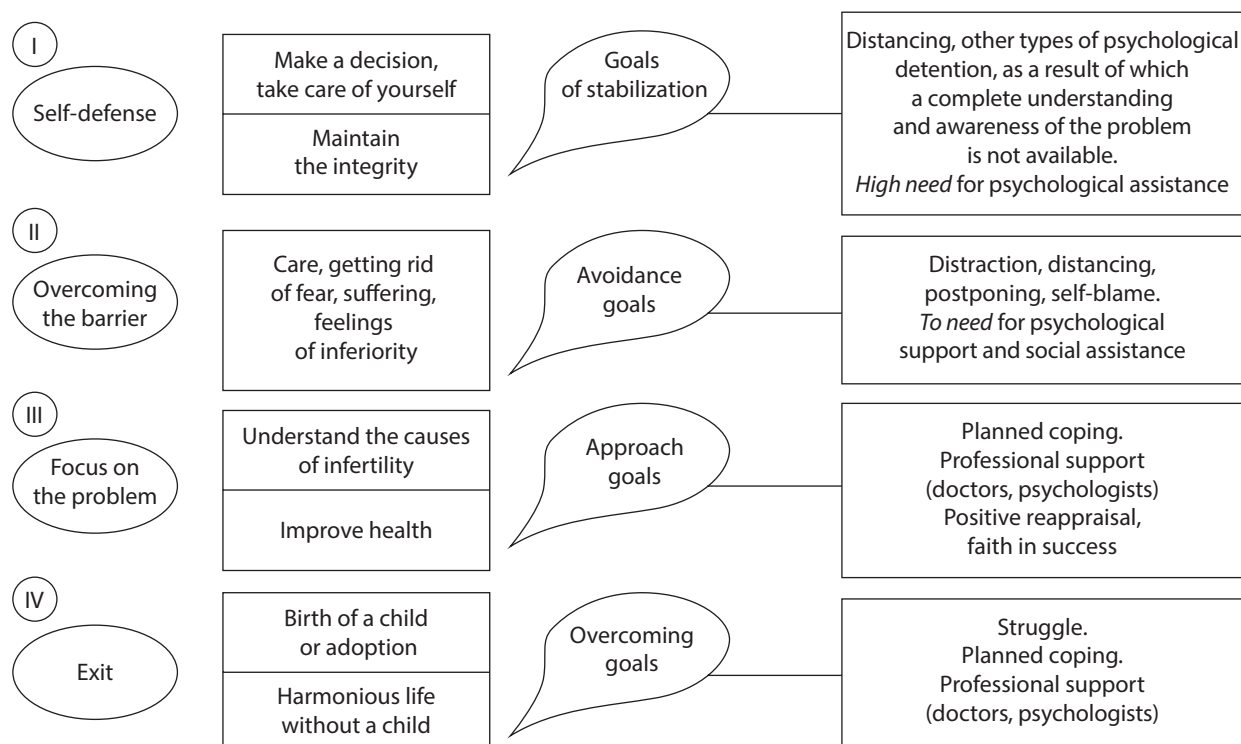 I
Self-defense
Make a decision,
take care of yourself
Maintain
the integrity
Goals
of stabilization
Distancing, other types of psychological
detention, as a result of which
a complete understanding
and awareness of the problem
is not available.
High need for psychological assistance
II
Overcoming
the barrier
Care, getting rid
of fear, suffering,
feelings
of inferiority
Avoidance
goals
Distraction, distancing,
postponing, self-blame.
To need for psychological
support and social assistance
III
Focus on
the problem
Understand the causes
of infertility
Improve health
Approach
goals
Planned coping.
Professional support
(doctors, psychologists)
Positive reappraisal,
faith in success
IV
Exit
Birth of a child
or adoption
Harmonious life
without a child
Overcoming
goals
Struggle.
Planned coping.
Professional support
(doctors, psychologists)